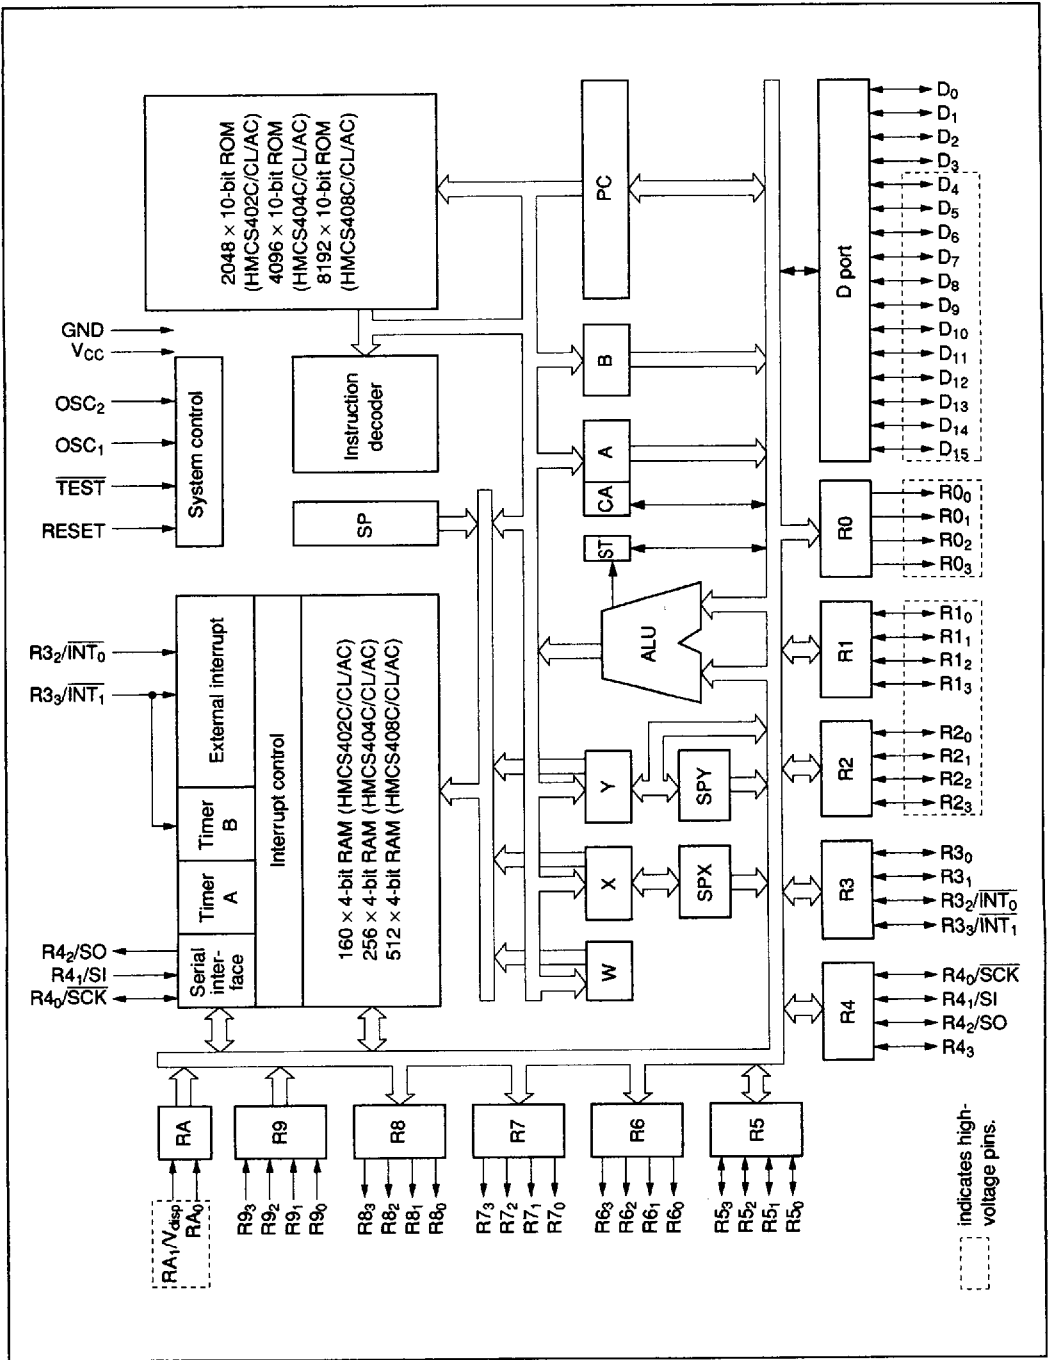 GND
VCC
OSC2
OSC1
TEST
RESET
System control
2048 × 10-bit ROM
(HMCS402C/CL/AC)
4096 × 10-bit ROM
(HMCS404C/CL/AC)
8192 × 10-bit ROM
(HMCS408C/CL/AC)
Instruction
decoder
SP
PC
B
A
CA
ST
ALU
R32/INT0
R33/INT1
External interrupt
Timer
B
Timer
A
Serial
inter-
face
Interrupt control
160 × 4-bit RAM (HMCS402C/CL/AC)
256 × 4-bit RAM (HMCS404C/CL/AC)
512 × 4-bit RAM (HMCS408C/CL/AC)
R42/SO
R41/SI
R40/SCK
Y
SPY
X
SPX
W
D port
D0
D1
D2
D3
D4
D5
D6
D7
D8
D9
D10
D11
D12
D13
D14
D15
R0
R00
R01
R02
R03
R1
R10
R11
R12
R13
R2
R20
R21
R22
R23
R3
R30
R31
R32/INT0
R33/INT1
R4
R40/SCK
R41/SI
R42/SO
R43
RA
RA1/Vdisp
RA0
R9
R93
R92
R91
R90
R8
R83
R82
R81
R80
R7
R73
R72
R71
R70
R6
R63
R62
R61
R60
R5
R53
R52
R51
R50
indicates high-
voltage pins.